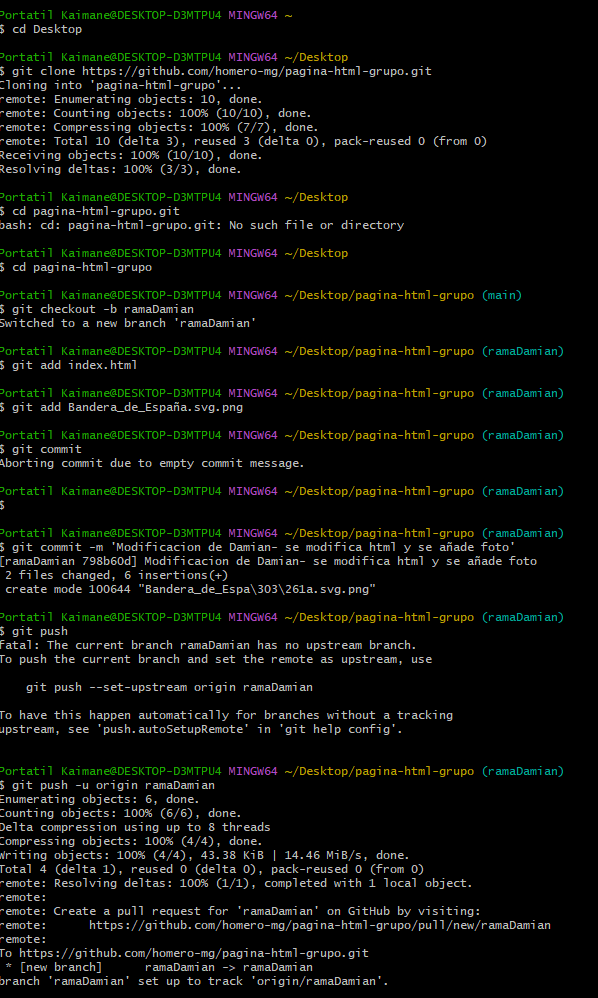 Portatil Kaimane@DESKTOP-D3MTPU4 MINGW64 ~
$ cd Desktop
Portatil Kaimane@DESKTOP-D3MTPU4 MINGW64 ~/Desktop
$ git clone https://github.com/homero-mg/pagina-html-grupo.git
Cloning into 'pagina-html-grupo'...
remote: Enumerating objects: 10, done.
remote: Counting objects: 100% (10/10), done.
remote: Compressing objects: 100% (7/7), done.
remote: Total 10 (delta 3), reused 3 (delta 0), pack-reused 0 (from 0)
Receiving objects: 100% (10/10), done.
Resolving deltas: 100% (3/3), done.
Portatil Kaimane@DESKTOP-D3MTPU4 MINGW64 ~/Desktop
$ cd pagina-html-grupo.git
bash: cd: pagina-html-grupo.git: No such file or directory
Portatil Kaimane@DESKTOP-D3MTPU4 MINGW64 ~/Desktop
$ cd pagina-html-grupo
Portatil Kaimane@DESKTOP-D3MTPU4 MINGW64 ~/Desktop/pagina-html-grupo (main)
$ git checkout -b ramaDamian
Switched to a new branch 'ramaDamian'
Portatil Kaimane@DESKTOP-D3MTPU4 MINGW64 ~/Desktop/pagina-html-grupo (ramaDamian)
$ git add index.html
Portatil Kaimane@DESKTOP-D3MTPU4 MINGW64 ~/Desktop/pagina-html-grupo (ramaDamian)
$ git add Bandera_de_España.svg.png
Portatil Kaimane@DESKTOP-D3MTPU4 MINGW64 ~/Desktop/pagina-html-grupo (ramaDamian)
$ git commit
Aborting commit due to empty commit message.
Portatil Kaimane@DESKTOP-D3MTPU4 MINGW64 ~/Desktop/pagina-html-grupo (ramaDamian)
$
Portatil Kaimane@DESKTOP-D3MTPU4 MINGW64 ~/Desktop/pagina-html-grupo (ramaDamian)
$ git commit -m 'Modificacion de Damian- se modifica html y se añade foto'
[ramaDamian 798b60d] Modificacion de Damian- se modifica html y se añade foto
2 files changed, 6 insertions(+)
create mode 100644 "Bandera_de_Espa\303\261a.svg.png"
Portatil Kaimane@DESKTOP-D3MTPU4 MINGW64 ~/Desktop/pagina-html-grupo (ramaDamian)
$ git push
fatal: The current branch ramaDamian has no upstream branch.
To push the current branch and set the remote as upstream, use
git push --set-upstream origin ramaDamian
To have this happen automatically for branches without a tracking
upstream, see 'push.autoSetupRemote' in 'git help config'.
Portatil Kaimane@DESKTOP-D3MTPU4 MINGW64 ~/Desktop/pagina-html-grupo (ramaDamian)
$ git push -u origin ramaDamian
Enumerating objects: 6, done.
Counting objects: 100% (6/6), done.
Delta compression using up to 8 threads
Compressing objects: 100% (4/4), done.
Writing objects: 100% (4/4), 43.38 KiB | 14.46 MiB/s, done.
Total 4 (delta 1), reused 0 (delta 0), pack-reused 0 (from 0)
remote: Resolving deltas: 100% (1/1), completed with 1 local object.
remote:
remote: Create a pull request for 'ramaDamian' on GitHub by visiting:
remote:      https://github.com/homero-mg/pagina-html-grupo/pull/new/ramaDamian
remote:
To https://github.com/homero-mg/pagina-html-grupo.git
* [new branch]      ramaDamian -> ramaDamian
branch 'ramaDamian' set up to track 'origin/ramaDamian'.